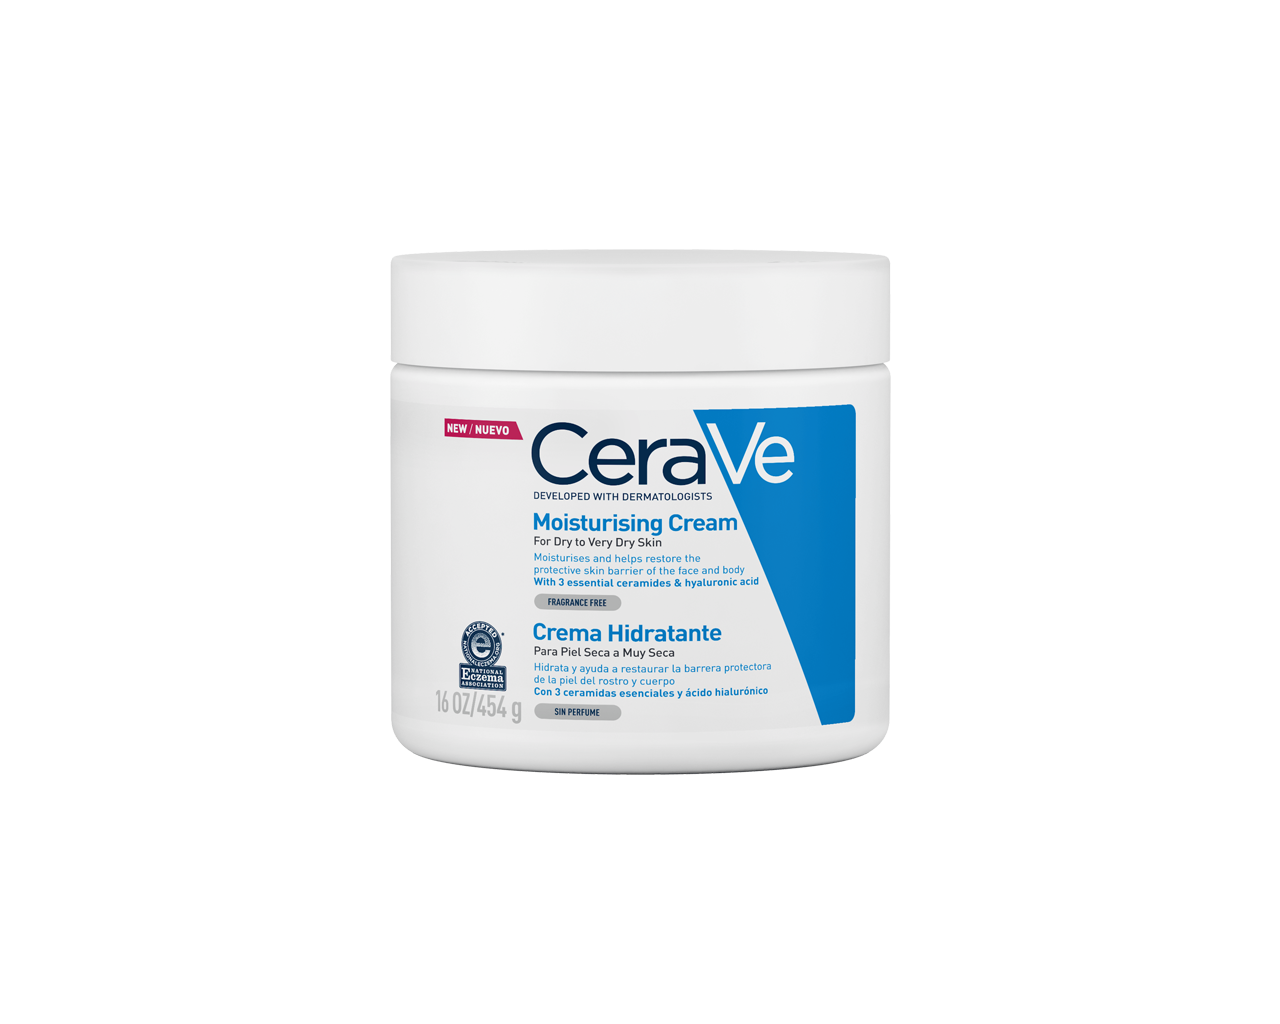 NEW / NUEVO
CeraVe
DEVELOPED WITH DERMATOLOGISTS
Moisturising Cream
For Dry to Very Dry Skin
Moisturises and helps restore the
protective skin barrier of the face and body
With 3 essential ceramides & hyaluronic acid
FRAGRANCE FREE
Crema Hidratante
Para Piel Seca a Muy Seca
Hidrata y ayuda a restaurar la barrera protectora
de la piel del rostro y cuerpo
Con 3 ceramidas esenciales y ácido hialurónico
SIN PERFUME
ACCEPTED
e
NATIONALECZEMA.ORG
NATIONAL
Eczema
ASSOCIATION
16 OZ/454 g